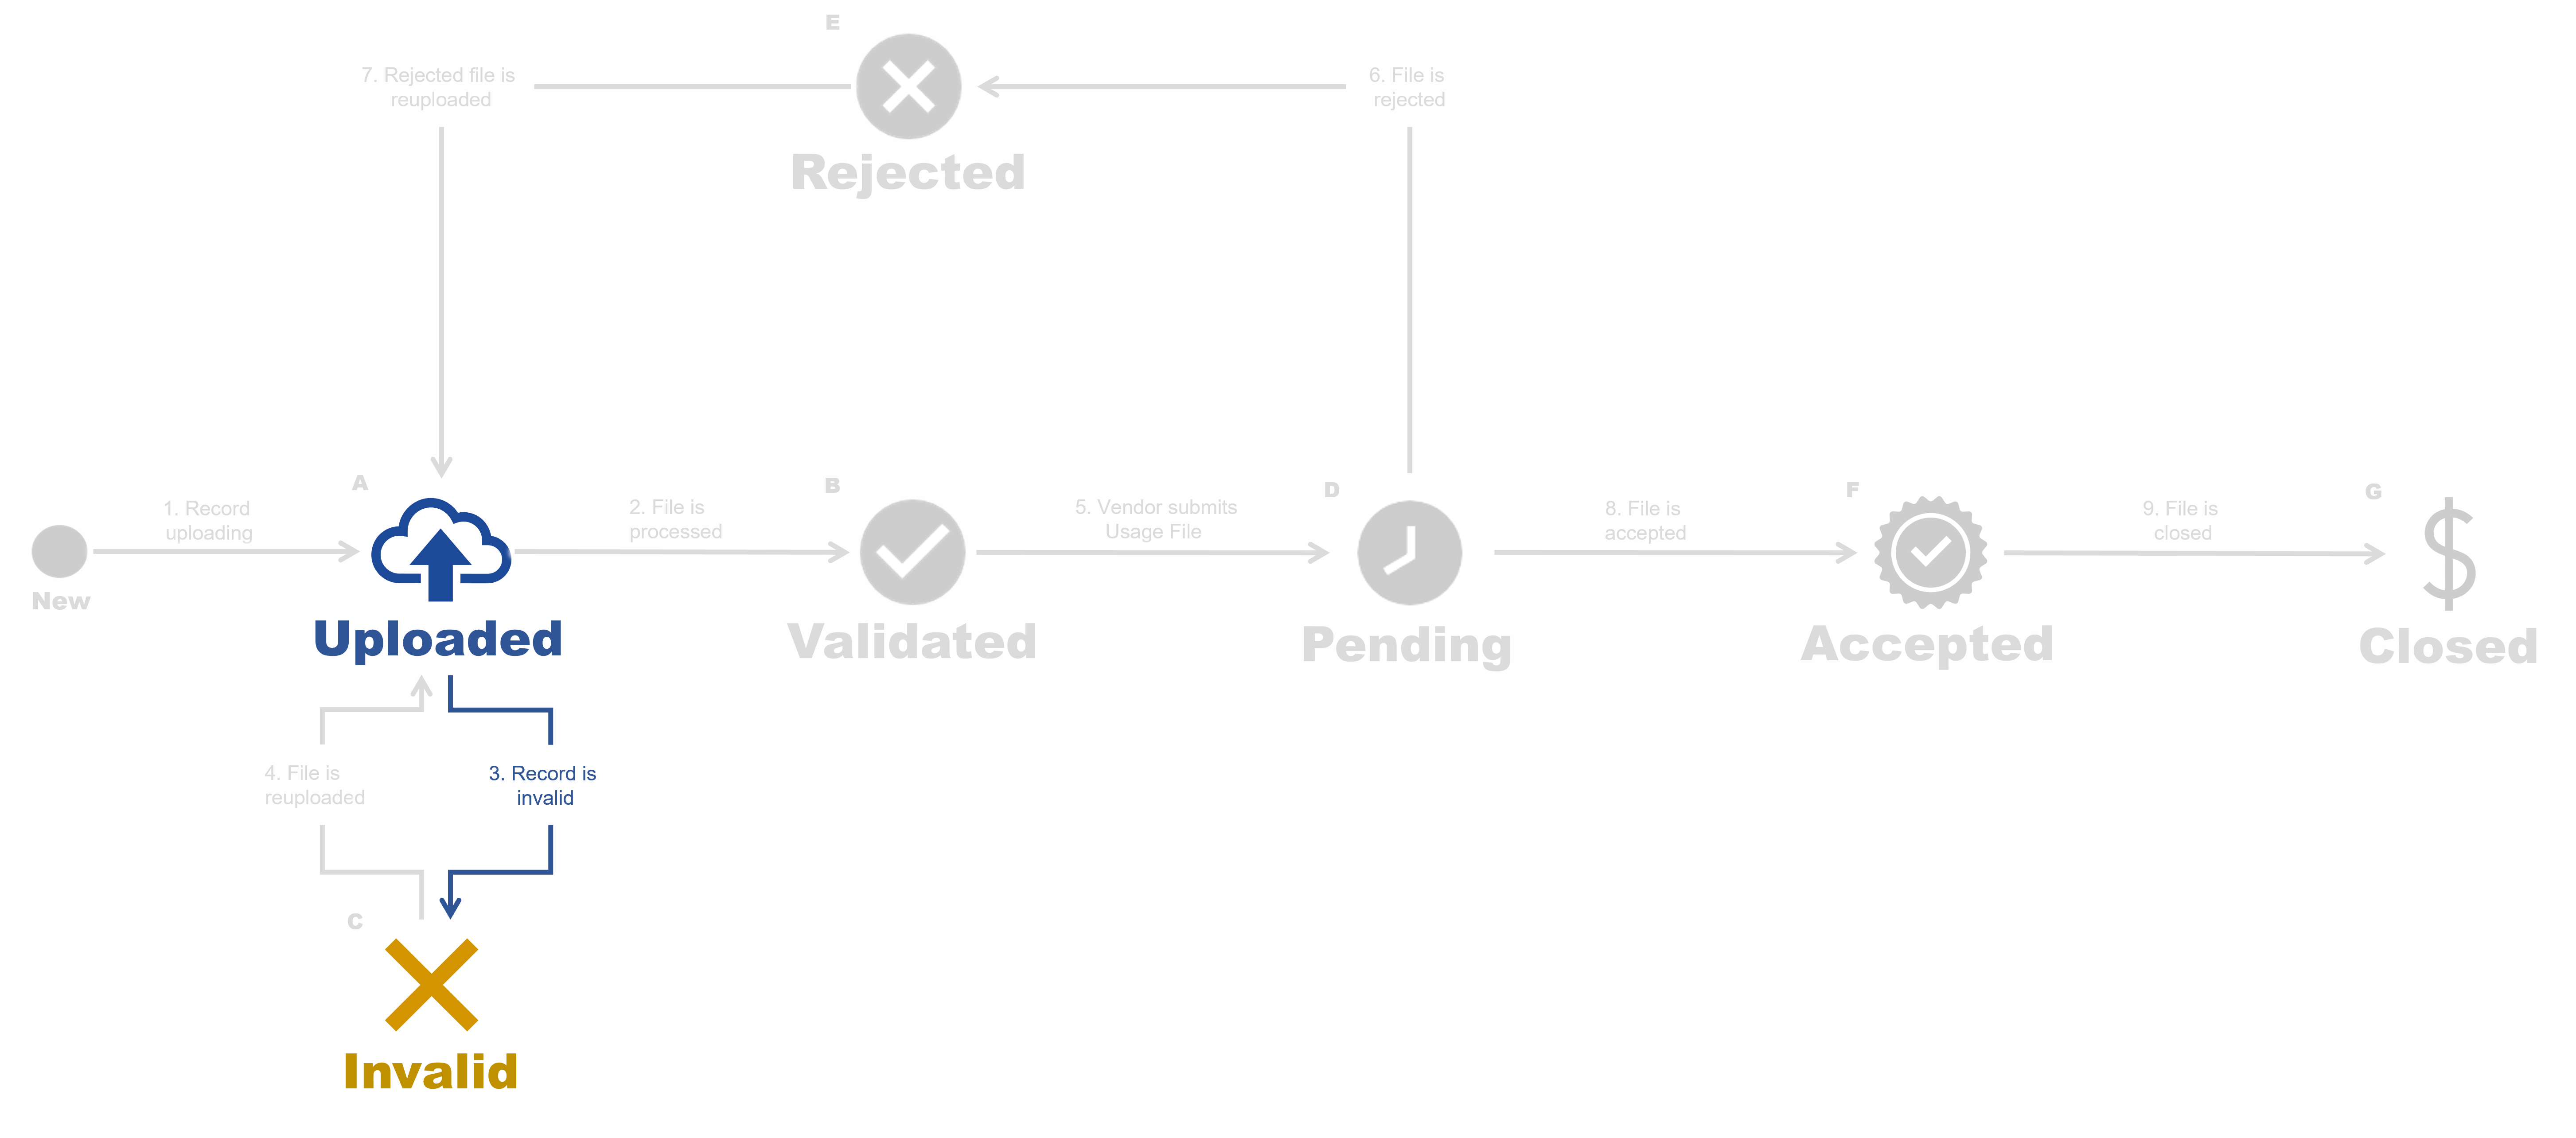 E
7. Rejected file is
reuploaded
6. File is
rejected
Rejected
A
B
D
F
G
1. Record
uploading
2. File is
processed
5. Vendor submits
Usage File
8. File is
accepted
9. File is
closed
New
Uploaded
Validated
Pending
Accepted
Closed
4. File is
reuploaded
3. Record is
invalid
C
Invalid